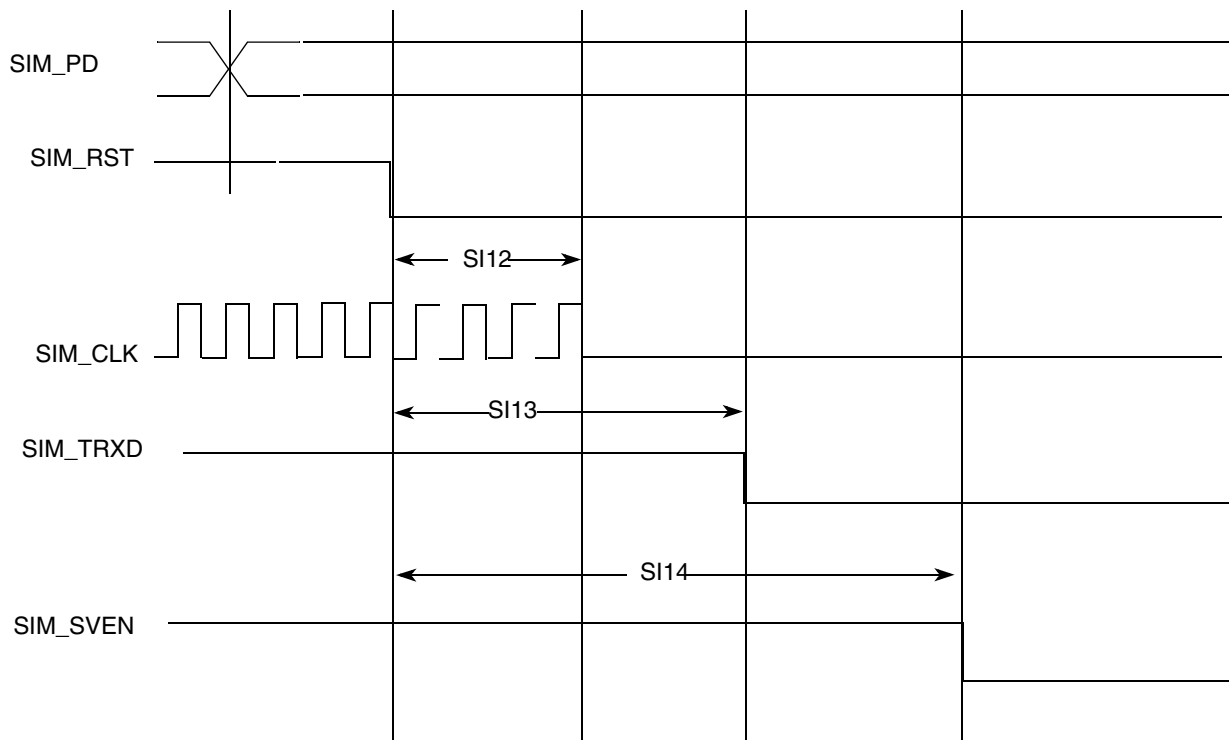 SIM_PD
SIM_RST
SI12
SIM_CLK
SI13
SIM_TRXD
SI14
SIM_SVEN